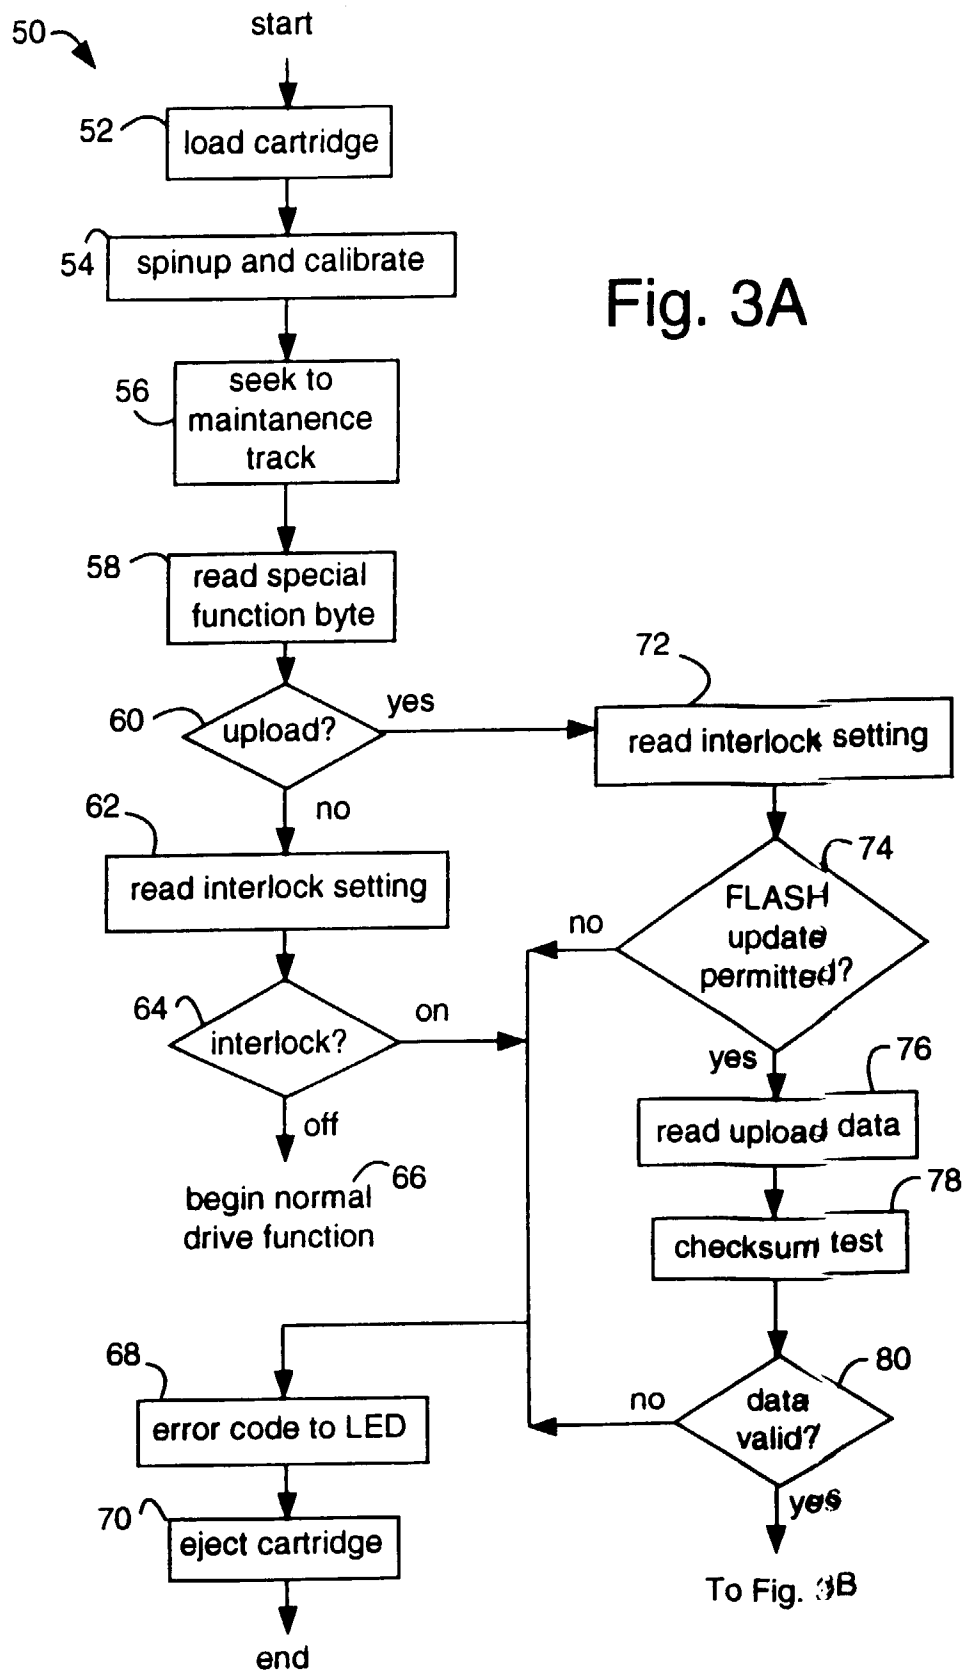 50
start
52
load cartridge
54
spinup and calibrate
Fig. 3A
56
seek to
maintanence
track
58
read special
function byte
60
upload?
yes
no
72
read interlock setting
62
read interlock setting
74
FLASH
update
permitted?
no
yes
64
interlock?
on
off
66
begin normal
drive function
76
read upload data
78
checksum test
80
data
valid?
no
yes
To Fig. 3B
68
error code to LED
70
eject cartridge
end